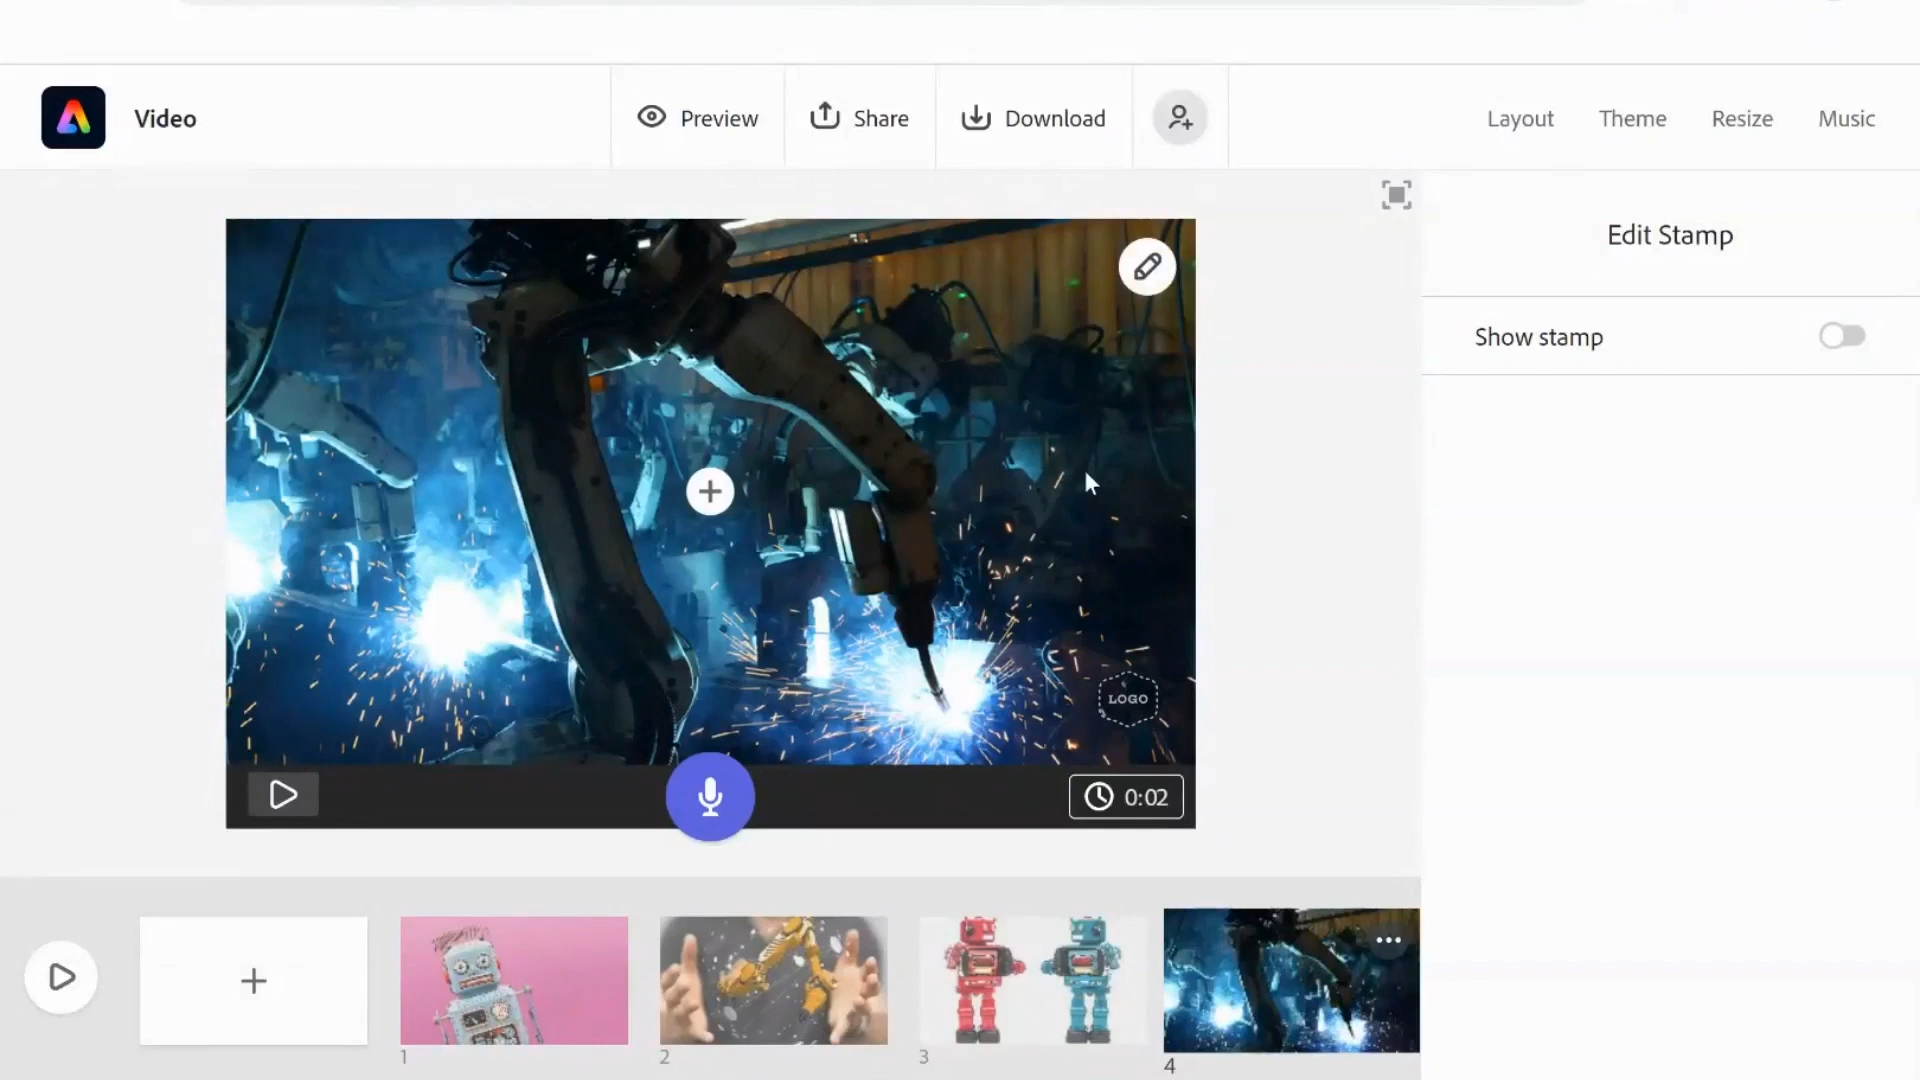 Video
Preview
Share
Download
Layout
Theme
Resize
Music
Edit Stamp
Show stamp
LOGO
0:02
1
2
3
4